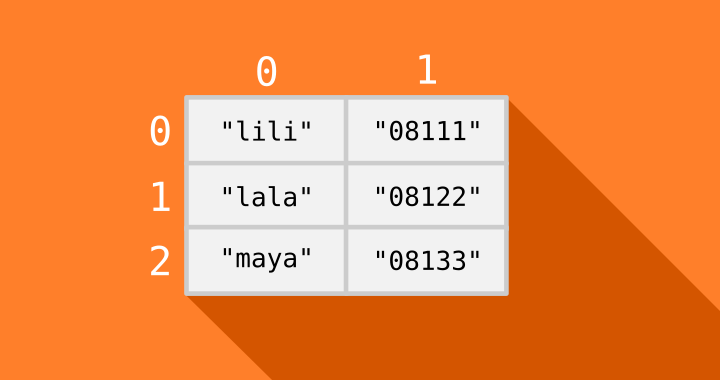 0 1
0 "lili" "08111"
1 "lala" "08122"
2 "maya" "08133"